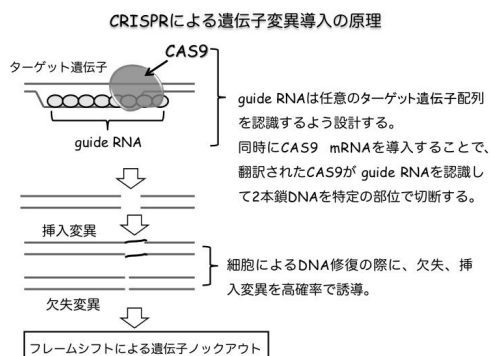 CRISPRによる遺伝子変異導入の原理
CAS9
ターゲット遺伝子
guide RNA
guide RNAは任意のターゲット遺伝子配列
を認識するよう設計する。
同時にCAS9 mRNAを導入することで、
翻訳されたCAS9が guide RNAを認識し
て2本鎖DNAを特定の部位で切断する。
挿入変異
細胞によるDNA修復の際に、欠失、挿
入変異を高確率で誘導。
欠失変異
フレームシフトによる遺伝子ノックアウト